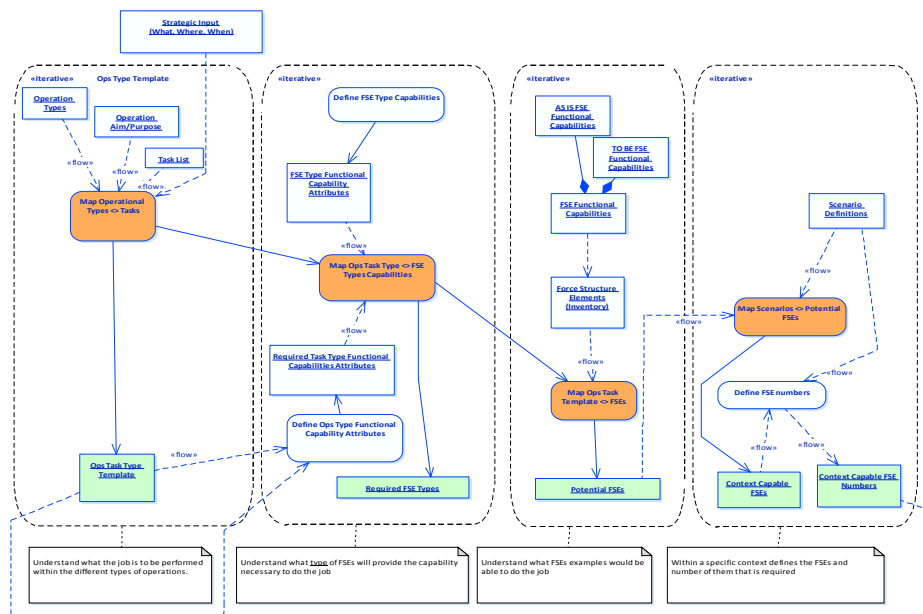 Strategic Input
(What, Where, When)
«iterative» Ops Type Template
Operation
Types
Operation
Aim/Purpose
Task List
«flow»
«flow»
«flow»
Map Operational
Types <> Tasks
Ops Task Type
Template
«flow»
«iterative»
Define FSE Type Capabilities
FSE Type Functional
Capability
Attributes
«flow»
Map Ops Task Type <> FSE
Types Capabilities
«flow»
Required Task Type Functional
Capabilities Attributes
Define Ops Type Functional
Capability Attributes
Required FSE Types
«iterative»
AS IS FSE
Functional
Capabilities
TO BE FSE
Functional
Capabilities
FSE Functional
Capabilities
Force Structure
Elements
(Inventory)
«flow»
Map Ops Task
Template <> FSEs
Potential FSEs
«flow»
«iterative»
Scenario
Definitions
«flow»
Map Scenarios <> Potential
FSEs
«flow»
Define FSE numbers
«flow»
«flow»
Context Capable
FSEs
Context Capable FSE
Numbers
Understand what the job is to be performed
within the different types of operations.
Understand what type of FSEs will provide the capability
necessary to do the job
Understand what FSEs examples would be
able to do the job
Within a specific context defines the FSEs and
number of them that is required